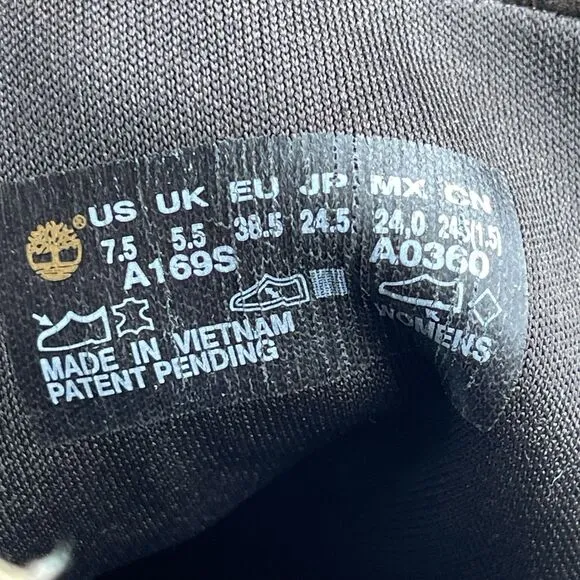 ® US UK EU JP MX CN
7.5 5.5 38.5 24.5 24,0 245(1.5)
A169S A0360
WOMENS
MADE IN VIETNAM
PATENT PENDING